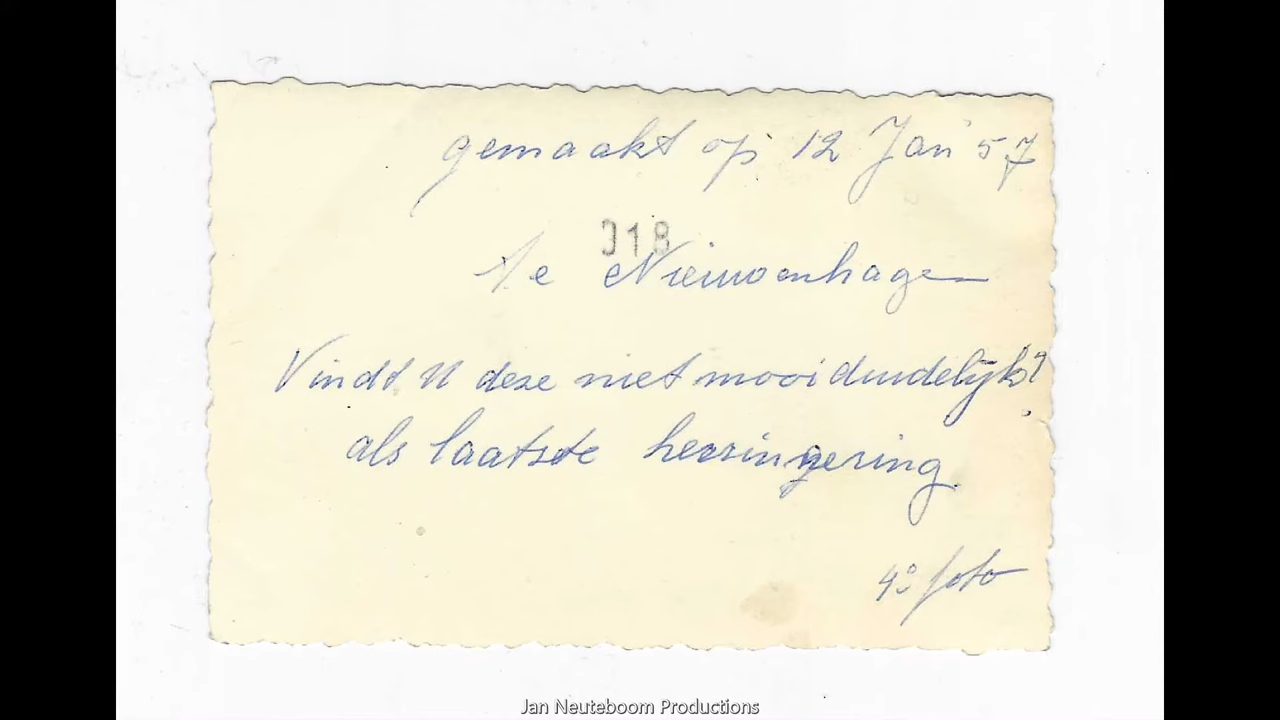 gemaakt op 12 Jan '57
018
te Nieuwenhagen
Vindt U deze niet mooi duidelijk?
als laatste herrinnering.
4e foto
Jan Neuteboom Productions